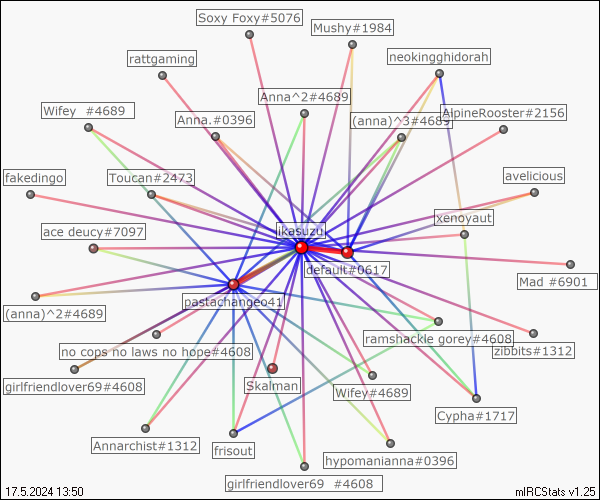 Soxy Foxy#5076
Mushy#1984
neokingghidorah
rattgaming
Anna^2#4689
Wifey  #4689
Anna.#0396
(anna)^3#4689
AlpineRooster#2156
fakedingo
Toucan#2473
avelicious
xenoyaut
ace deucy#7097
ikasuzu
default#0617
Mad #6901
pastachangeo41
(anna)^2#4689
ramshackle gorey#4608
no cops no laws no hope#4608
zibbits#1312
girlfriendlover69#4608
Skalman
Wifey#4689
Cypha#1717
Annarchist#1312
frisout
hypomanianna#0396
girlfriendlover69  #4608
17.5.2024 13:50
mIRCStats v1.25